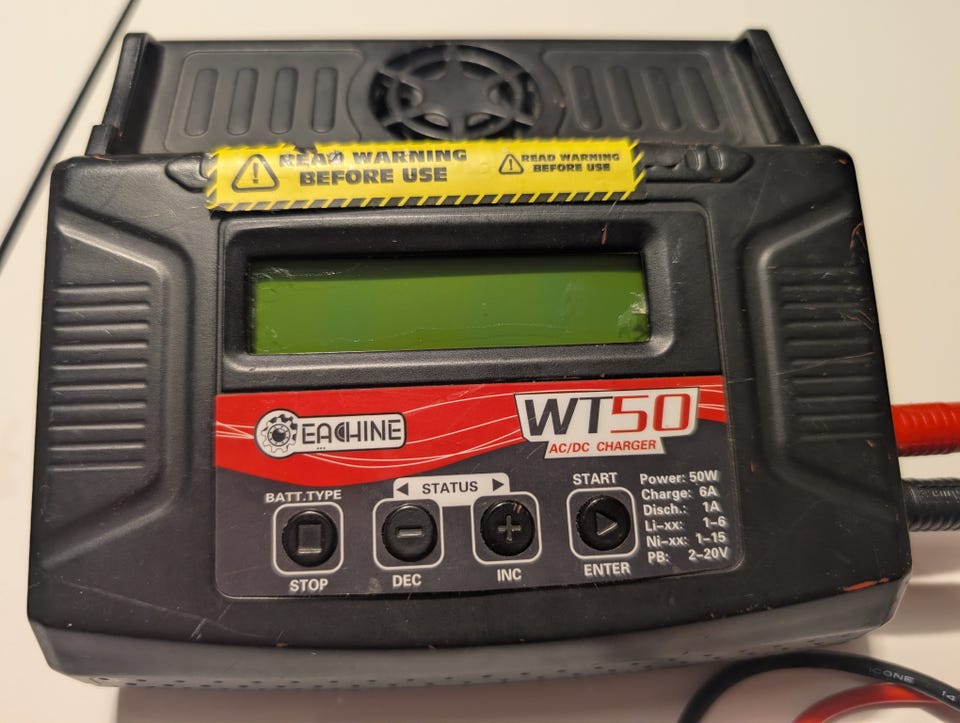 READ WARNING
BEFORE USE
READ WARNING
BEFORE USE
EACHINE
WT50
AC/DC CHARGER
BATT.TYPE
◀ STATUS ▶
START
STOP
DEC
INC
ENTER
Power: 50W
Charge: 6A
Disch.: 1A
Li-xx: 1-6
Ni-xx: 1-15
PB: 2-20V
iCONE 14